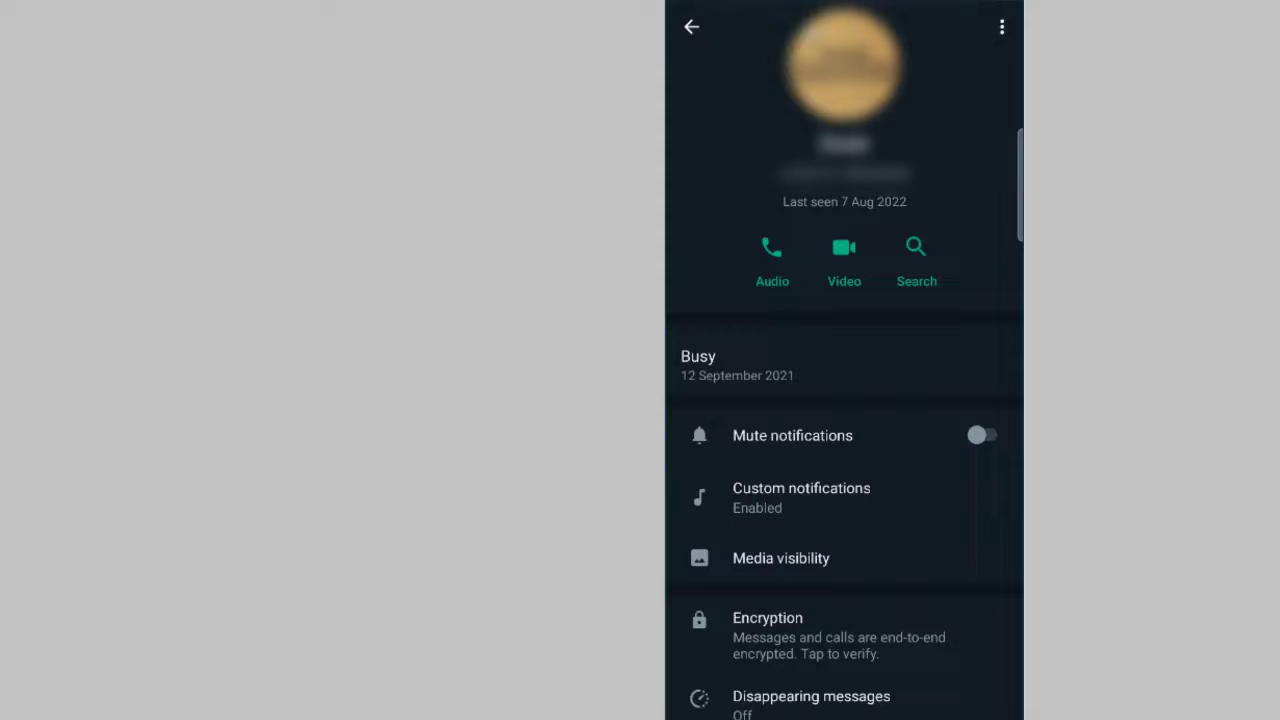 Last seen 7 Aug 2022
Audio
Video
Search
Busy
12 September 2021
Mute notifications
Custom notifications
Enabled
Media visibility
Encryption
Messages and calls are end-to-end
encrypted. Tap to verify.
Disappearing messages
Off